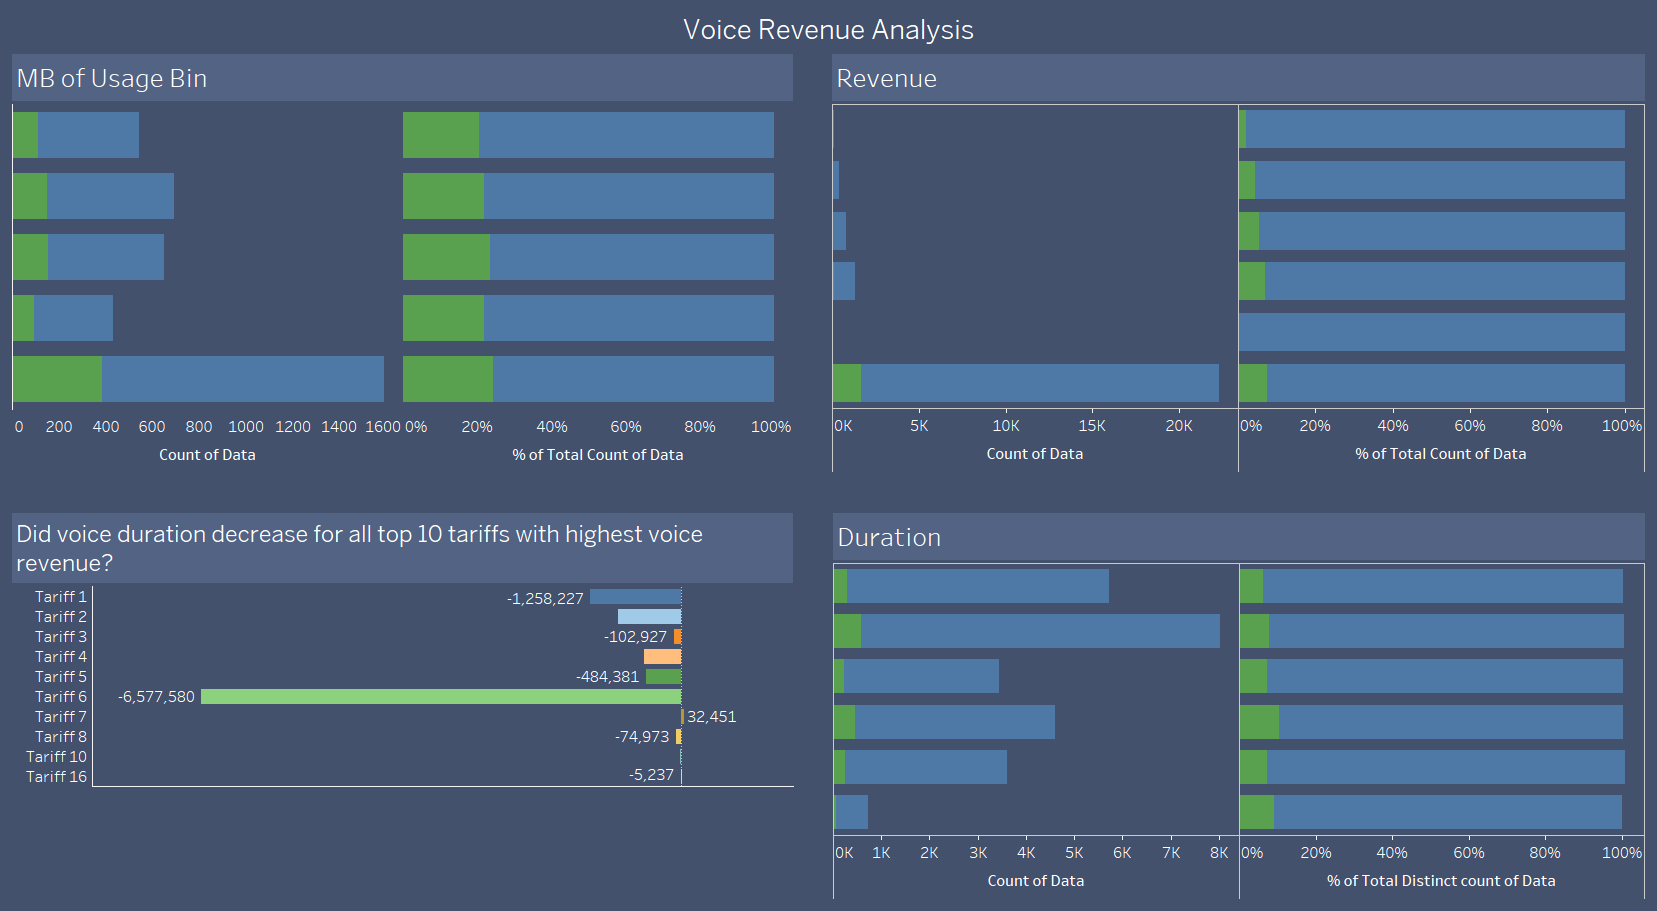 Voice Revenue Analysis
MB of Usage Bin
0 200 400 600 800 1000 1200 1400 1600 0% 20% 40% 60% 80% 100%
Count of Data % of Total Count of Data
Revenue
0K 5K 10K 15K 20K 0% 20% 40% 60% 80% 100%
Count of Data % of Total Count of Data
Did voice duration decrease for all top 10 tariffs with highest voice
revenue?
Tariff 1 -1,258,227
Tariff 2
Tariff 3 -102,927
Tariff 4
Tariff 5 -484,381
Tariff 6 -6,577,580
Tariff 7 32,451
Tariff 8 -74,973
Tariff 10
Tariff 16 -5,237
Duration
0K 1K 2K 3K 4K 5K 6K 7K 8K 0% 20% 40% 60% 80% 100%
Count of Data % of Total Distinct count of Data